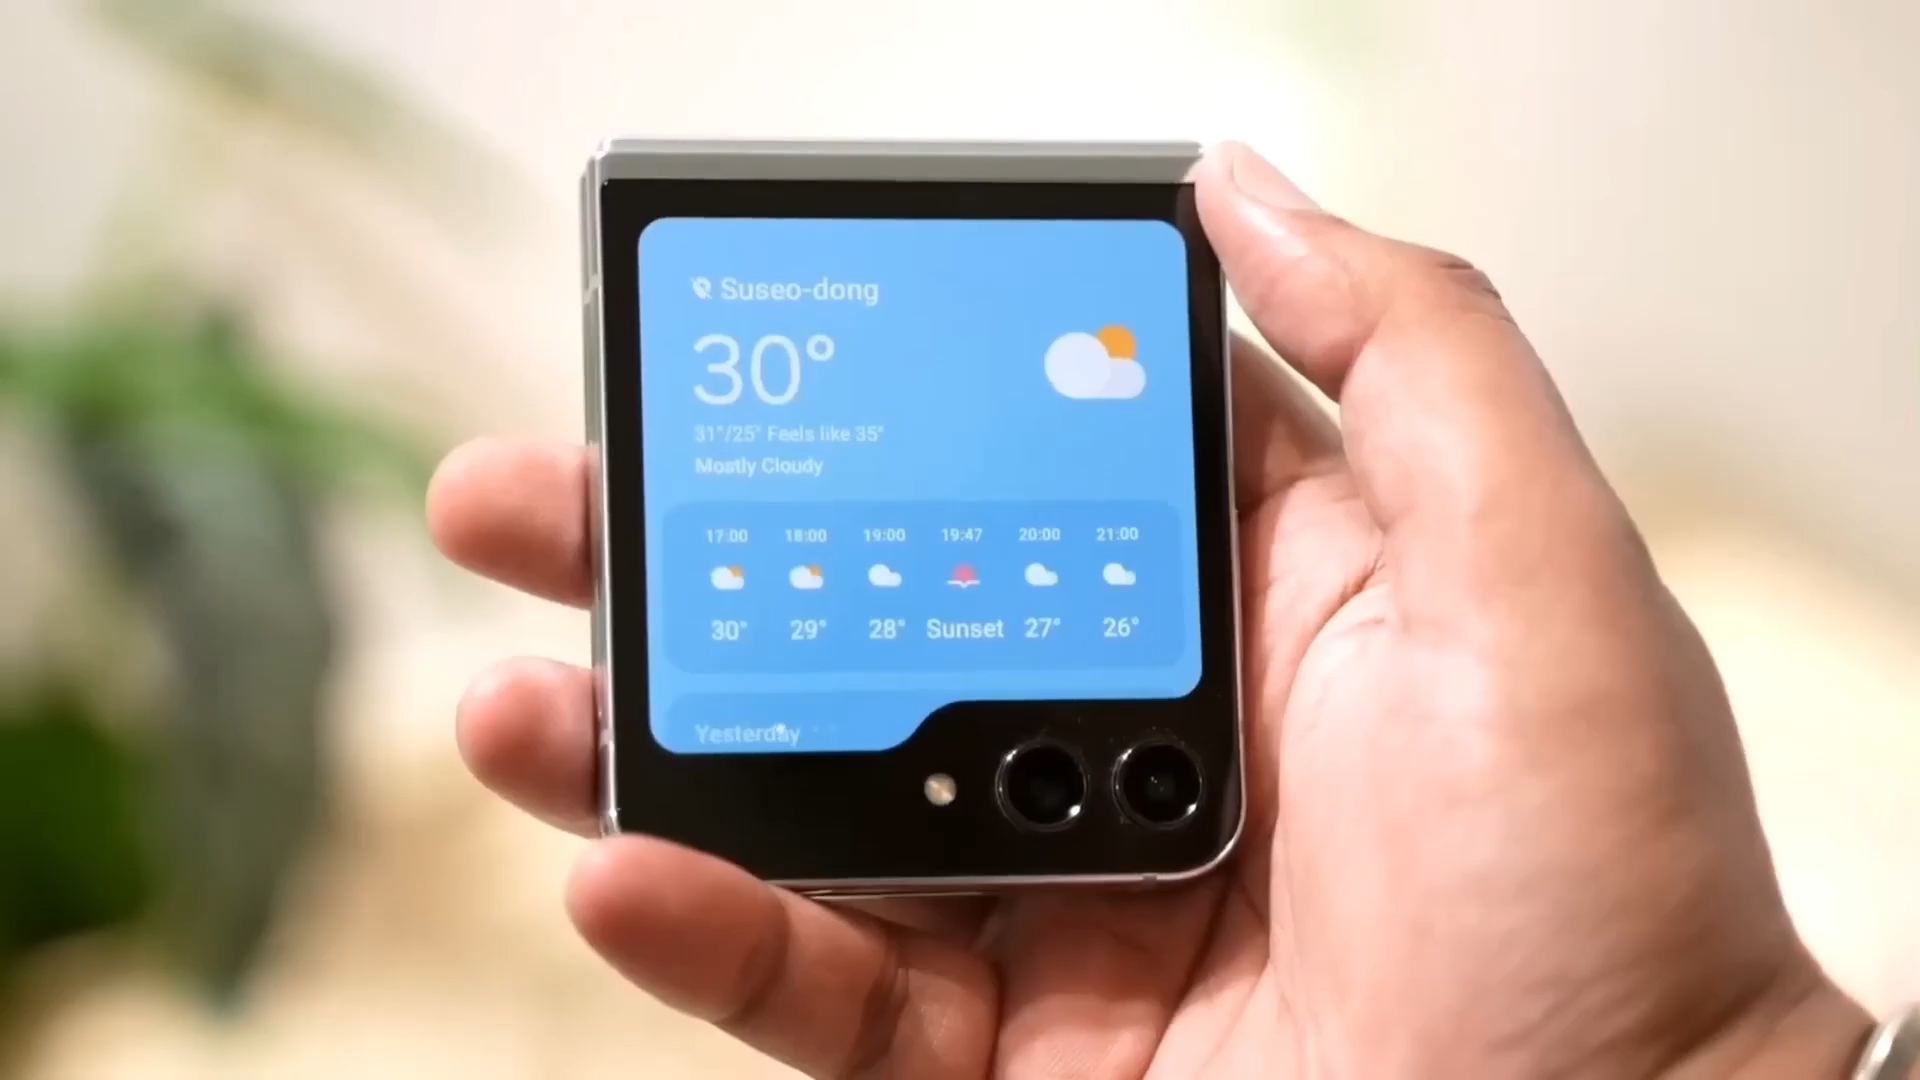 Suseo-dong
30°
31°/25° Feels like 35°
Mostly Cloudy
17:00 18:00 19:00 19:47 20:00 21:00
30° 29° 28° Sunset 27° 26°
Yesterday